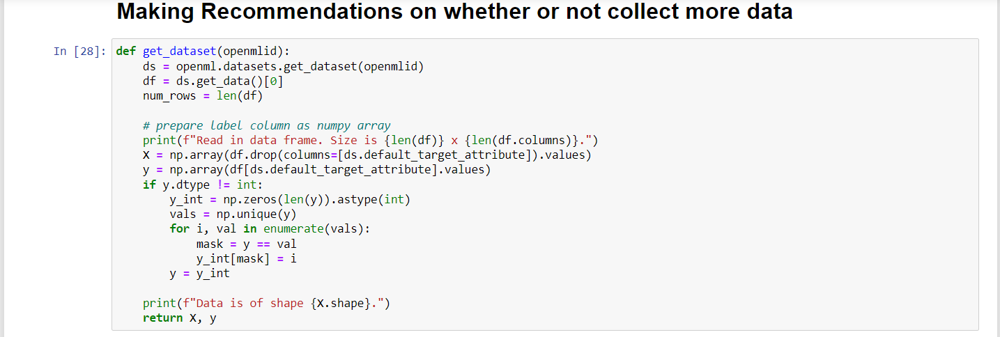 Making Recommendations on whether or not collect more data
In [28]: def get_dataset(openmlid):
    ds = openml.datasets.get_dataset(openmlid)
    df = ds.get_data()[0]
    num_rows = len(df)
    # prepare label column as numpy array
    print(f"Read in data frame. Size is {len(df)} x {len(df.columns)}.")
    X = np.array(df.drop(columns=[ds.default_target_attribute]).values)
    y = np.array(df[ds.default_target_attribute].values)
    if y.dtype != int:
        y_int = np.zeros(len(y)).astype(int)
        vals = np.unique(y)
        for i, val in enumerate(vals):
            mask = y == val
            y_int[mask] = i
        y = y_int
    print(f"Data is of shape {X.shape}.")
    return X, y